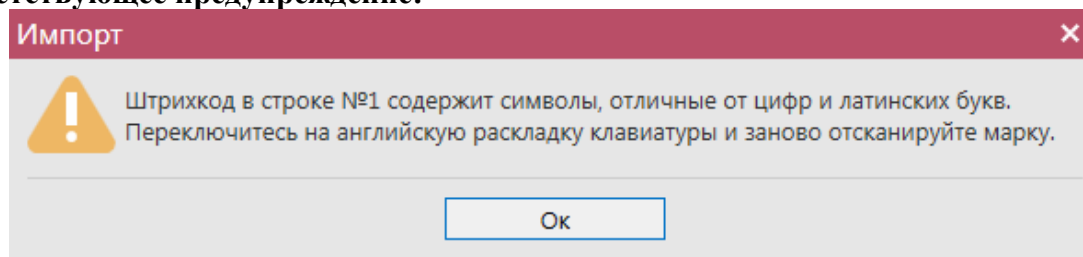 предупреждение:
Импорт
Штрихкод в строке №1 содержит символы, отличные от цифр и латинских букв.
Переключитесь на английскую раскладку клавиатуры и заново отсканируйте марку.
Ок